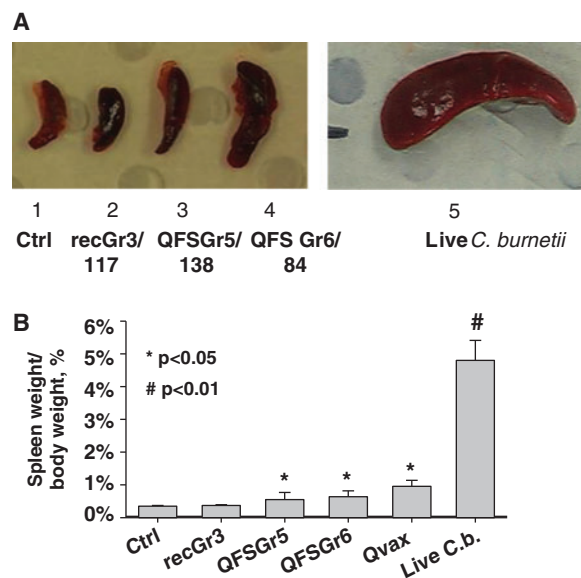 A
1 2 3 4 5
Ctrl recGr3/ QFSGr5/ QFS Gr6/ Live C. burnetii
117 138 84
B
6%
5%
4%
3%
2%
1%
0%
Spleen weight/
body weight, %
* p<0.05
# p<0.01
* * * #
Ctrl recGr3 QFSGr5 QFSGr6 Qvax Live C.b.